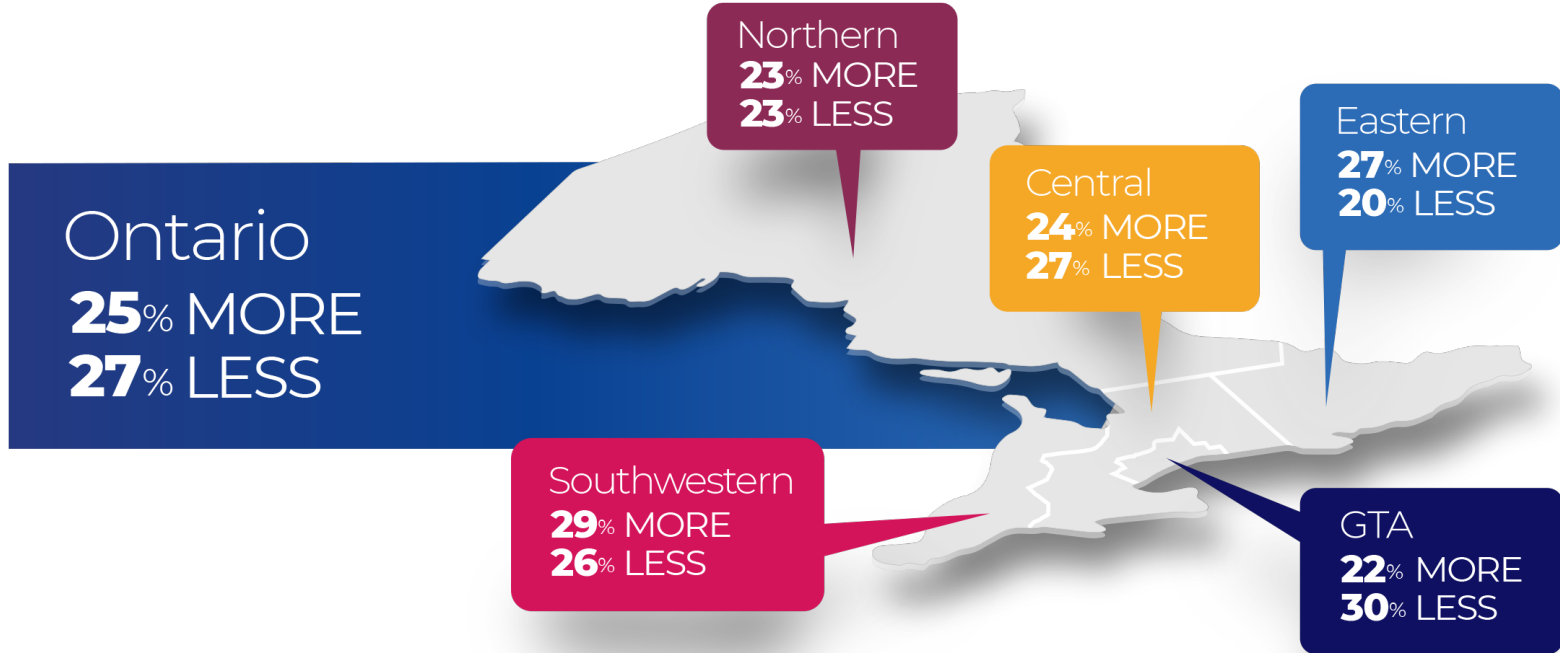 Northern
23% MORE
23% LESS
Eastern
27% MORE
20% LESS
Central
24% MORE
27% LESS
Ontario
25% MORE
27% LESS
Southwestern
29% MORE
26% LESS
GTA
22% MORE
30% LESS